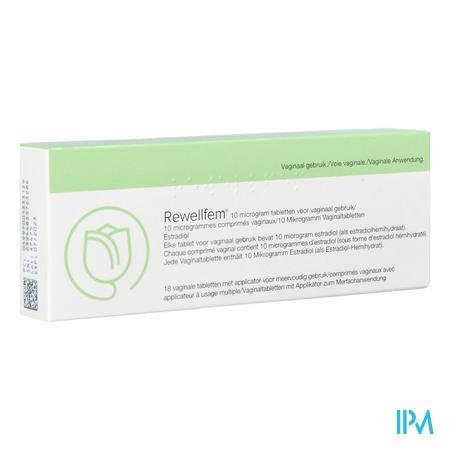 Vaginaal gebruik./Voie vaginale./Vaginale Anwendung.
Rewellfem® 10 microgram tabletten voor vaginaal gebruik/
10 microgrammes comprimés vaginaux/10 Mikrogramm Vaginaltabletten
Estradiol
Elke tablet voor vaginaal gebruik bevat 10 microgram estradiol (als estradiolhemihydraat).
Chaque comprimé vaginal contient 10 microgrammes d'estradiol (sous forme d'estradiol hémihydraté).
Jede Vaginaltablette enthält 10 Mikrogramm Estradiol (als Estradiol-Hemihydrat).
18 vaginale tabletten met applicator voor meervoudig gebruik/comprimés vaginaux avec
applicateur à usage multiple/Vaginaltabletten mit Applikator zum Merfachanwendung
IPM